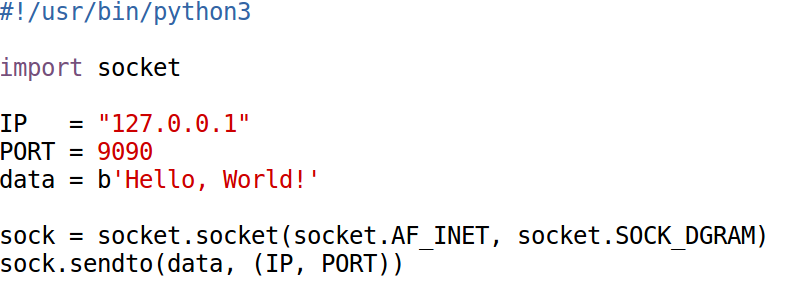 #!/usr/bin/python3
import socket
IP   = "127.0.0.1"
PORT = 9090
data = b'Hello, World!'
sock = socket.socket(socket.AF_INET, socket.SOCK_DGRAM)
sock.sendto(data, (IP, PORT))